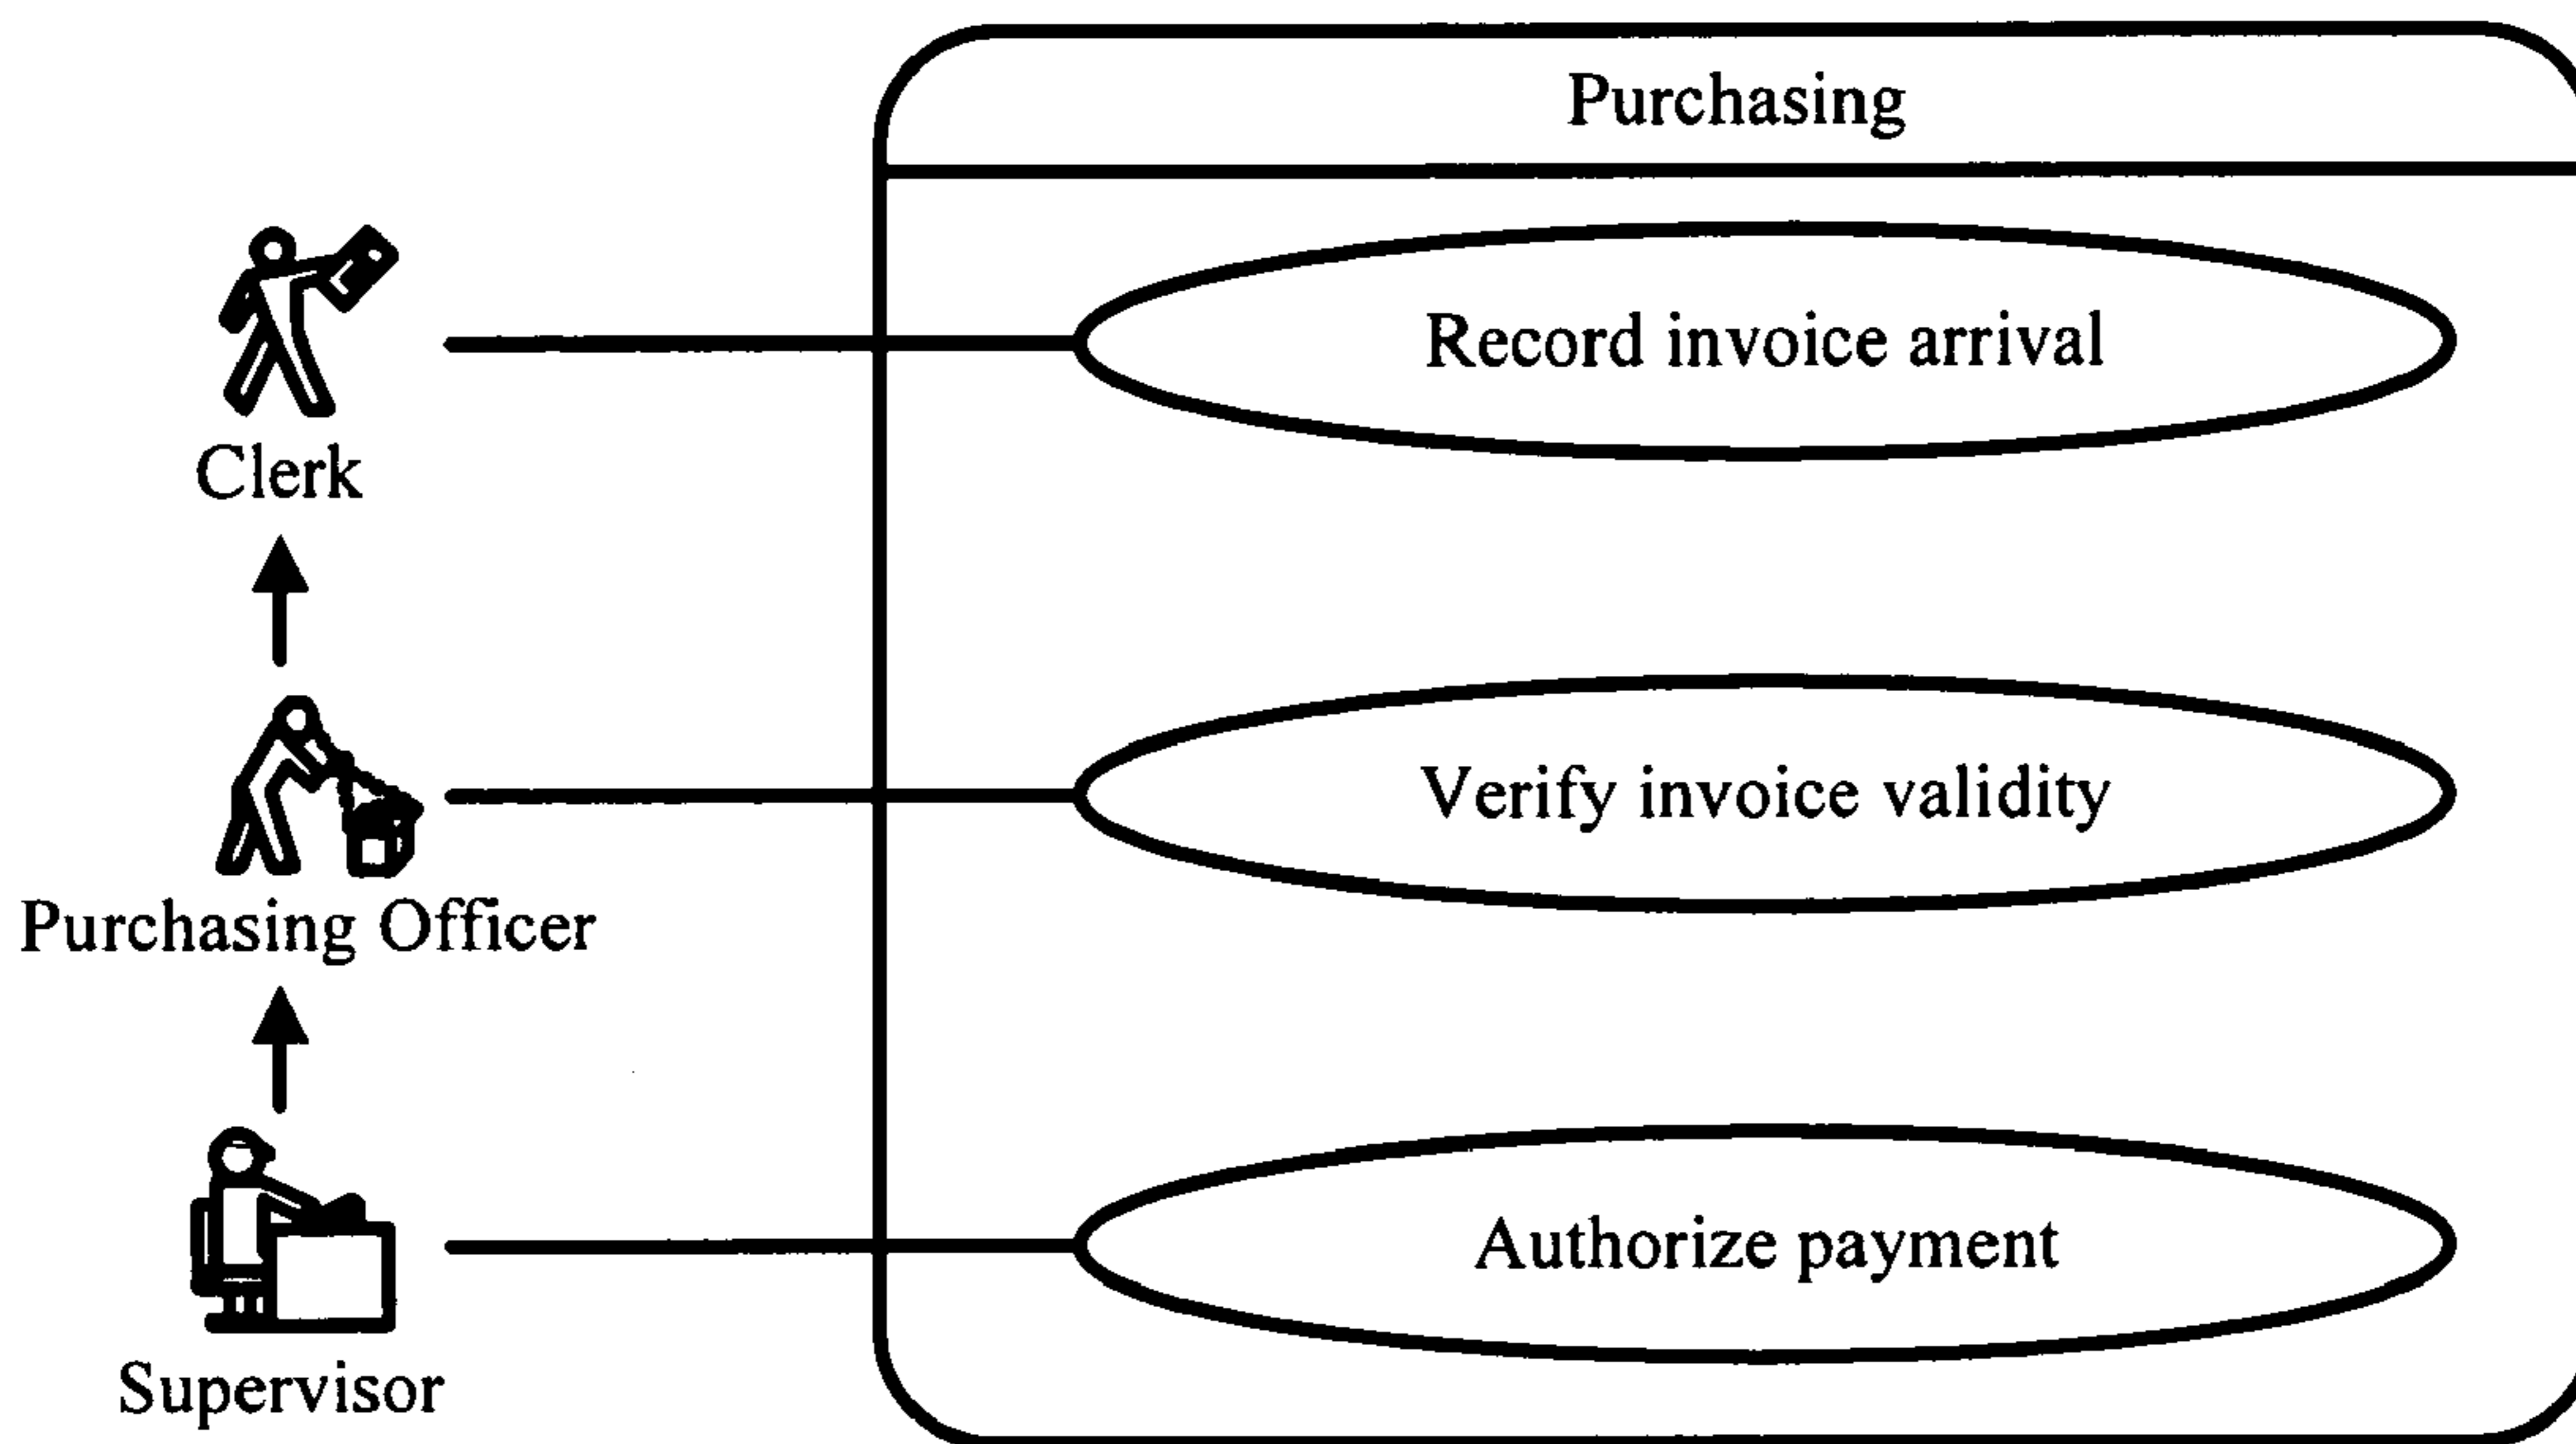 Purchasing
Record invoice arrival
Clerk
Verify invoice validity
Purchasing Officer
Authorize payment
Supervisor